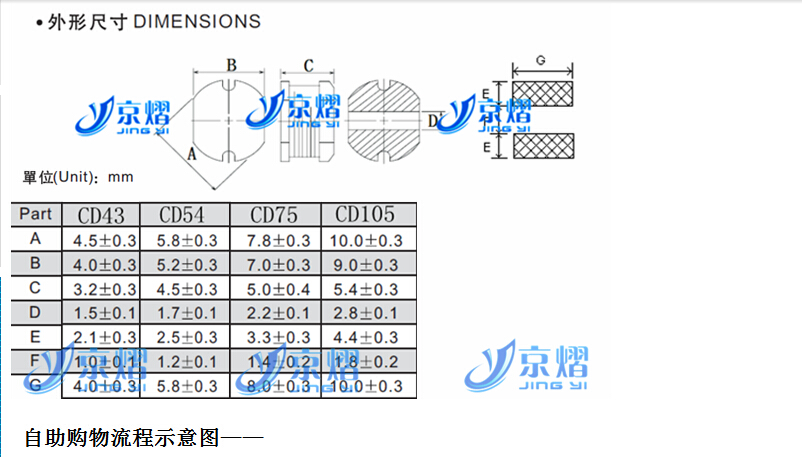 •外形尺寸 DIMENSIONS
B C G
京熠 京熠 E 京熠
JING YI JING YI D JING YI
A E
單位(Unit): mm
Part CD43 CD54 CD75 CD105
A 4.5±0.3 5.8±0.3 7.8±0.3 10.0±0.3
B 4.0±0.3 5.2±0.3 7.0±0.3 9.0±0.3
C 3.2±0.3 4.5±0.3 5.0±0.4 5.4±0.3
D 1.5±0.1 1.7±0.1 2.2±0.1 2.8±0.1
E 2.1±0.3 2.5±0.3 3.3±0.3 4.4±0.3
F 1.0±0.1 1.2±0.1 1.4±0.2 1.8±0.2
G 4.0±0.3 5.8±0.3 8.0±0.3 10.0±0.3
京熠 京熠 京熠
JING YI JING YI JING YI
自助购物流程示意图——